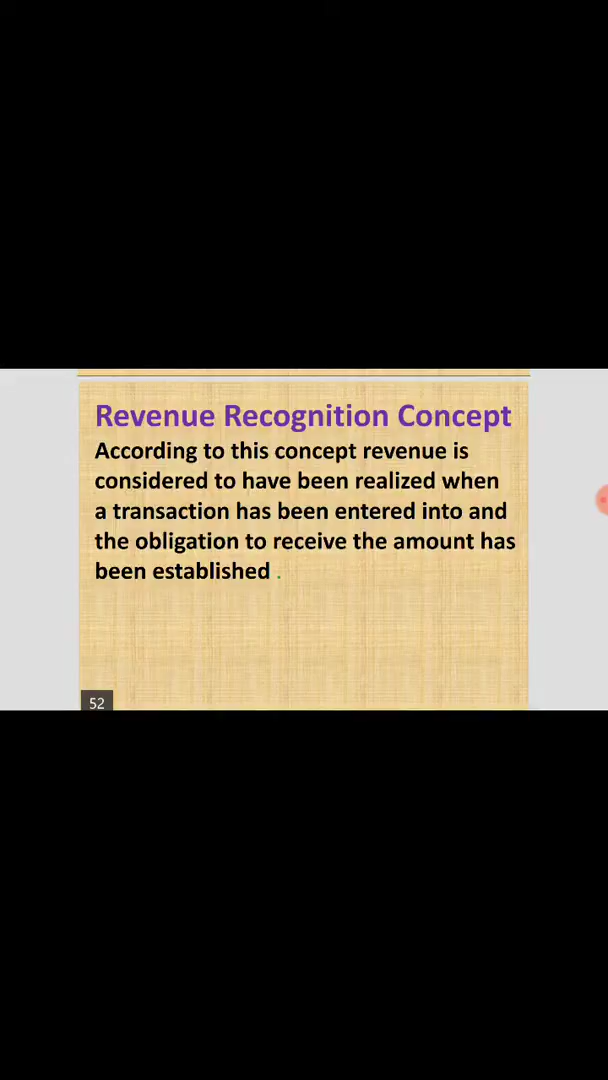 Revenue Recognition Concept
According to this concept revenue is
considered to have been realized when
a transaction has been entered into and
the obligation to receive the amount has
been established .
52